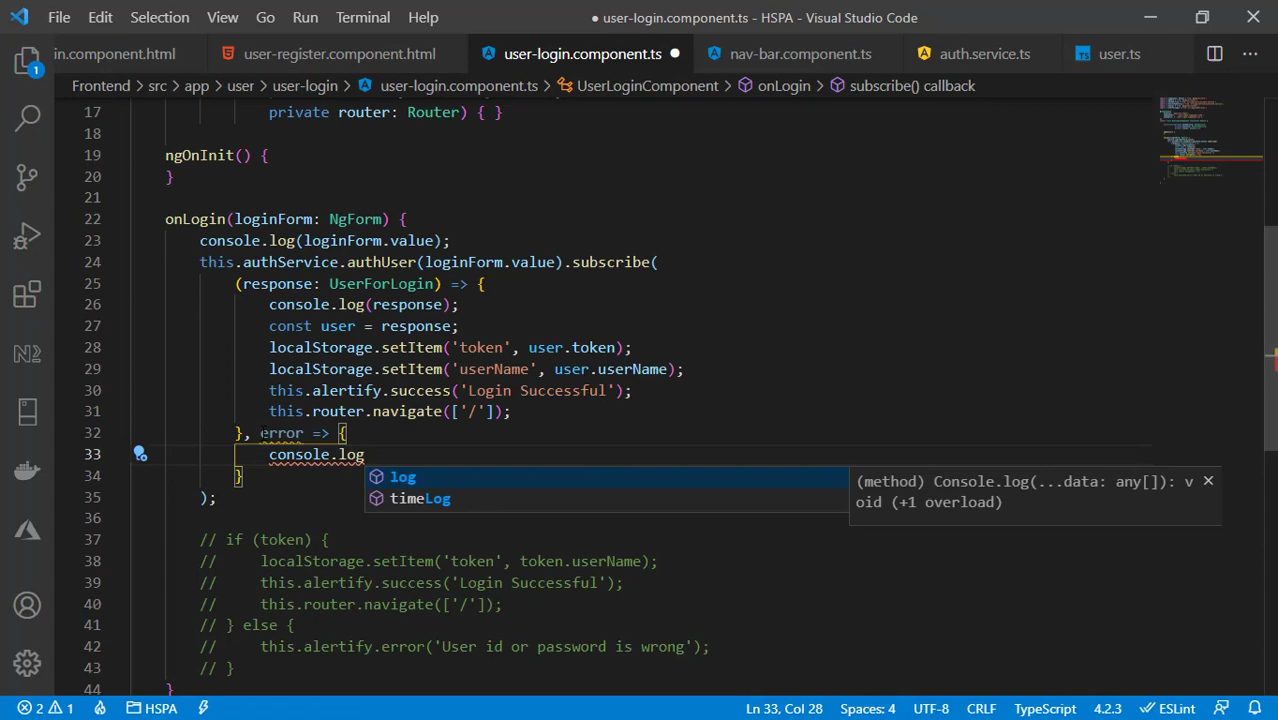 File Edit Selection View Go Run Terminal Help
● user-login.component.ts - HSPA - Visual Studio Code
in.component.html user-register.component.html user-login.component.ts ● nav-bar.component.ts auth.service.ts user.ts ···
Frontend > src > app > user > user-login > user-login.component.ts > UserLoginComponent > onLogin > subscribe() callback
17 private router: Router) { }
18
19 ngOnInit() {
20 }
21
22 onLogin(loginForm: NgForm) {
23 console.log(loginForm.value);
24 this.authService.authUser(loginForm.value).subscribe(
25 (response: UserForLogin) => {
26 console.log(response);
27 const user = response;
28 localStorage.setItem('token', user.token);
29 localStorage.setItem('userName', user.userName);
30 this.alertify.success('Login Successful');
31 this.router.navigate(['/']);
32 }, error => {
33 console.log
34 }
log
(method) Console.log(...data: any[]): v
timeLog
oid (+1 overload)
35 );
36
37 // if (token) {
38 // localStorage.setItem('token', token.userName);
39 // this.alertify.success('Login Successful');
40 // this.router.navigate(['/']);
41 // } else {
42 // this.alertify.error('User id or password is wrong');
43 // }
44 }
1
2 1 HSPA Ln 33, Col 28 Spaces: 4 UTF-8 CRLF TypeScript 4.2.3 ESLint